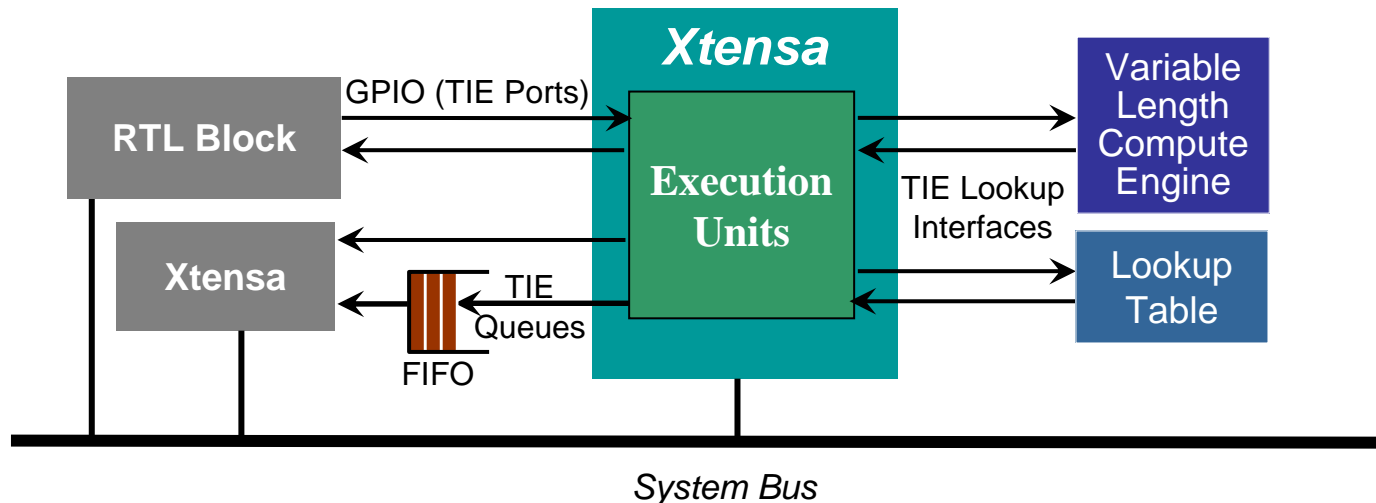 Xtensa
GPIO (TIE Ports)
RTL Block
Execution
Units
Variable
Length
Compute
Engine
TIE Lookup
Interfaces
Xtensa
TIE
Queues
FIFO
Lookup
Table
System Bus